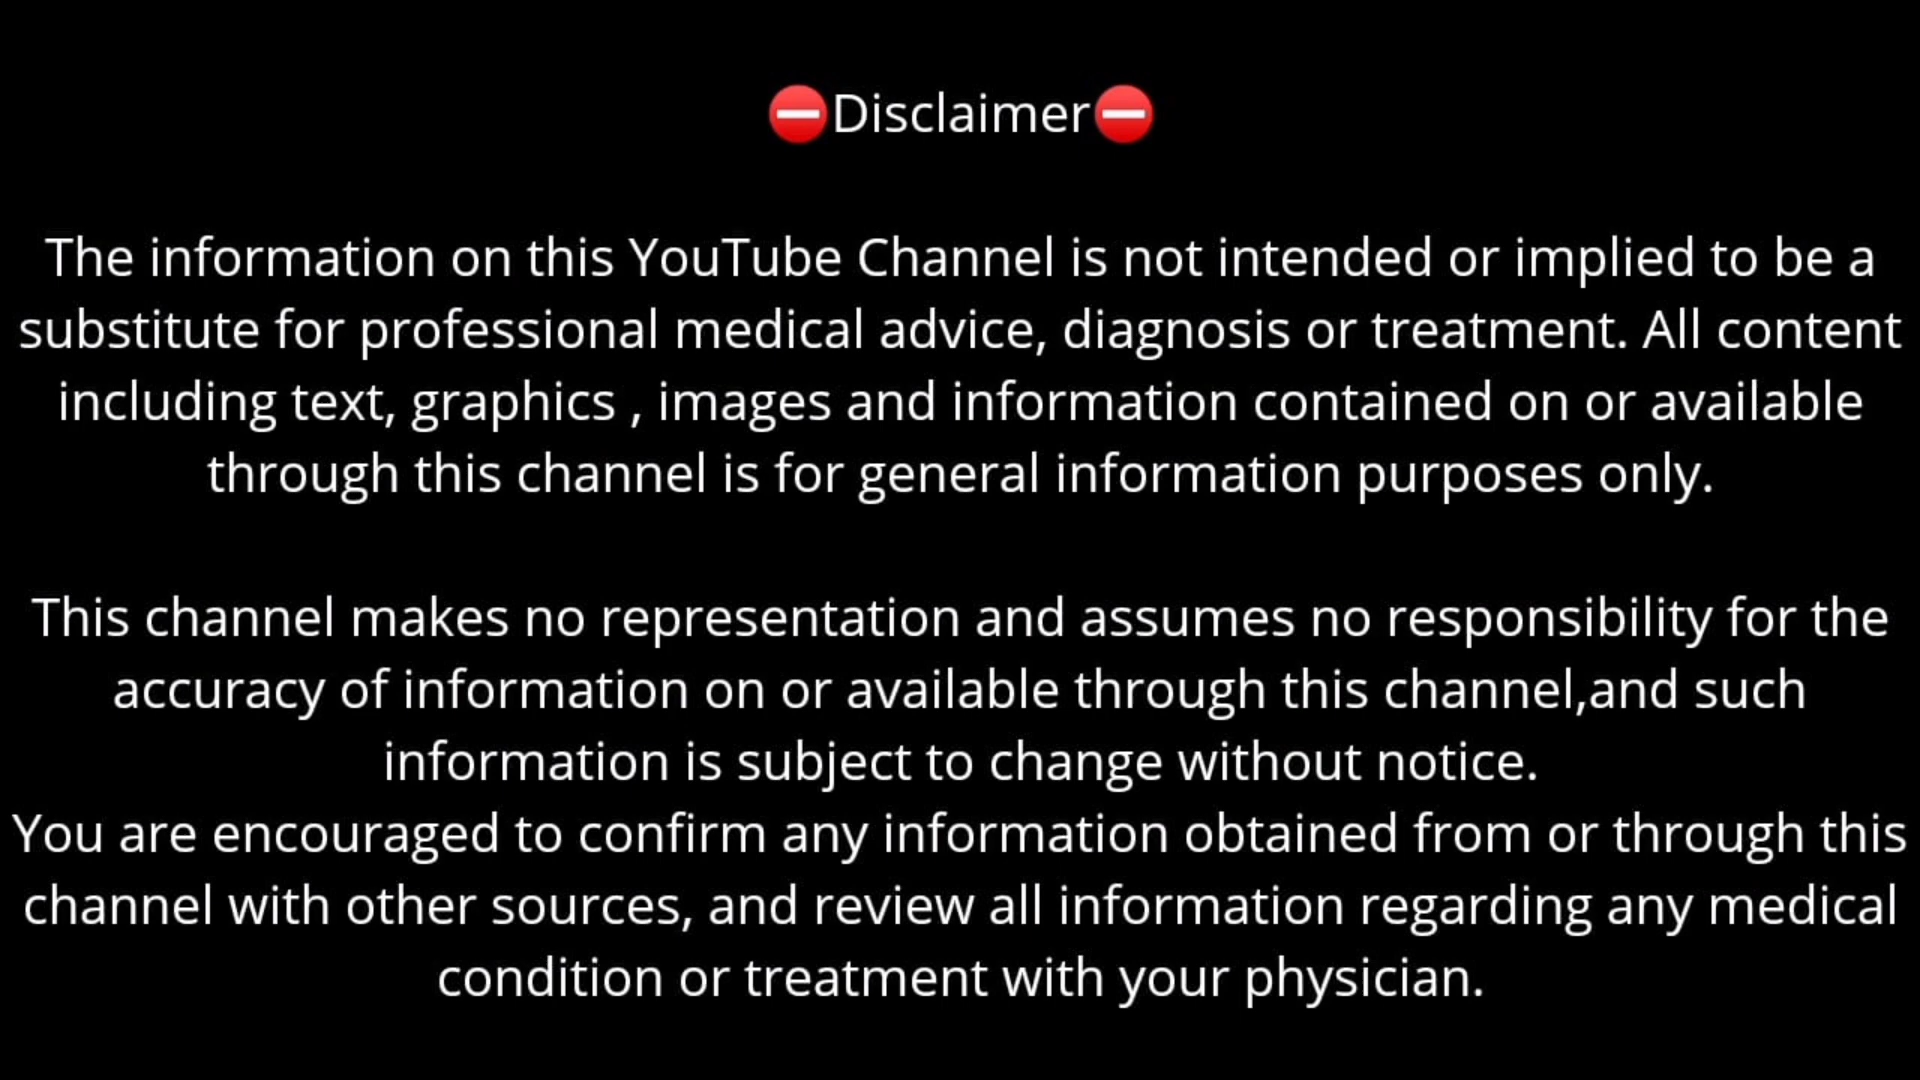 ⛔Disclaimer⛔
The information on this YouTube Channel is not intended or implied to be a
substitute for professional medical advice, diagnosis or treatment. All content
including text, graphics , images and information contained on or available
through this channel is for general information purposes only.
This channel makes no representation and assumes no responsibility for the
accuracy of information on or available through this channel,and such
information is subject to change without notice.
You are encouraged to confirm any information obtained from or through this
channel with other sources, and review all information regarding any medical
condition or treatment with your physician.